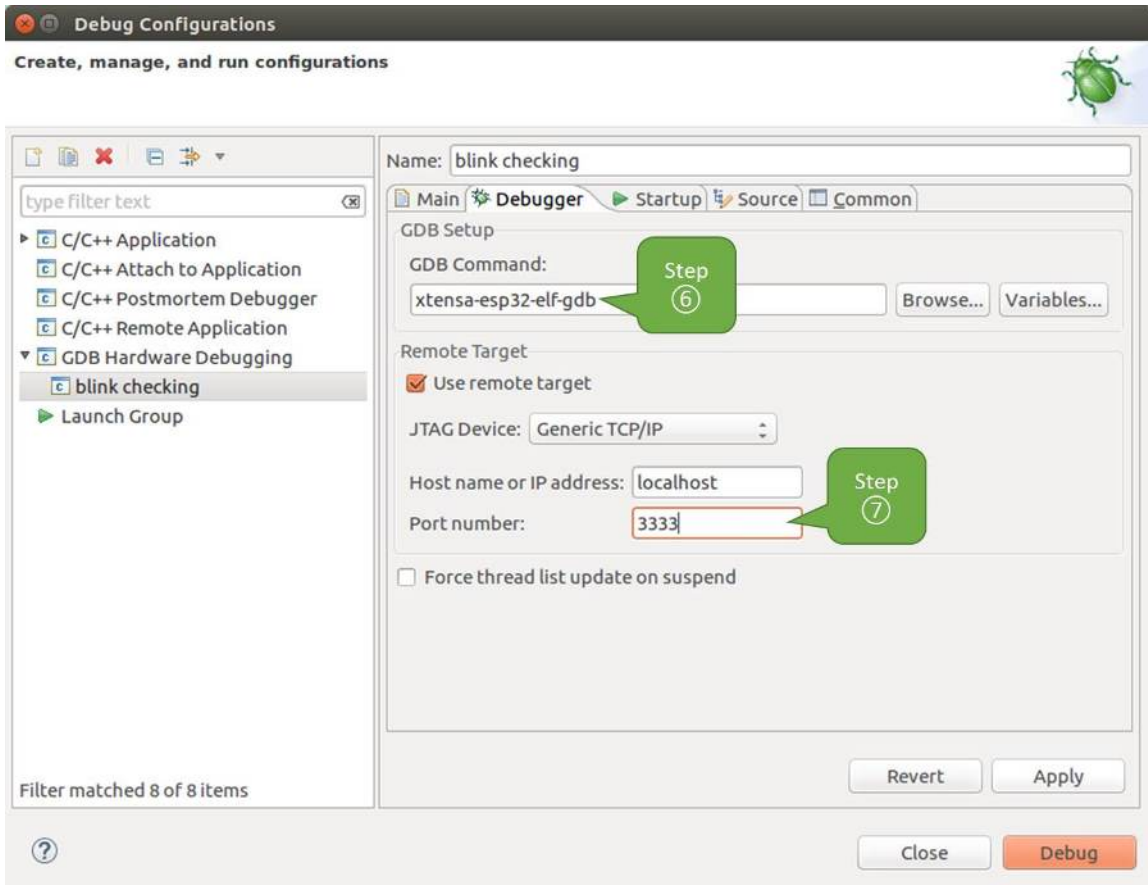 Debug Configurations
Create, manage, and run configurations
type filter text
C/C++ Application
C/C++ Attach to Application
C/C++ Postmortem Debugger
C/C++ Remote Application
GDB Hardware Debugging
blink checking
Launch Group
Filter matched 8 of 8 items
Name: blink checking
Main Debugger Startup Source Common
GDB Setup
GDB Command:
xtensa-esp32-elf-gdb Browse... Variables...
Step
⑥
Remote Target
Use remote target
JTAG Device: Generic TCP/IP
Host name or IP address: localhost
Port number: 3333
Step
⑦
Force thread list update on suspend
Revert Apply
? Close Debug